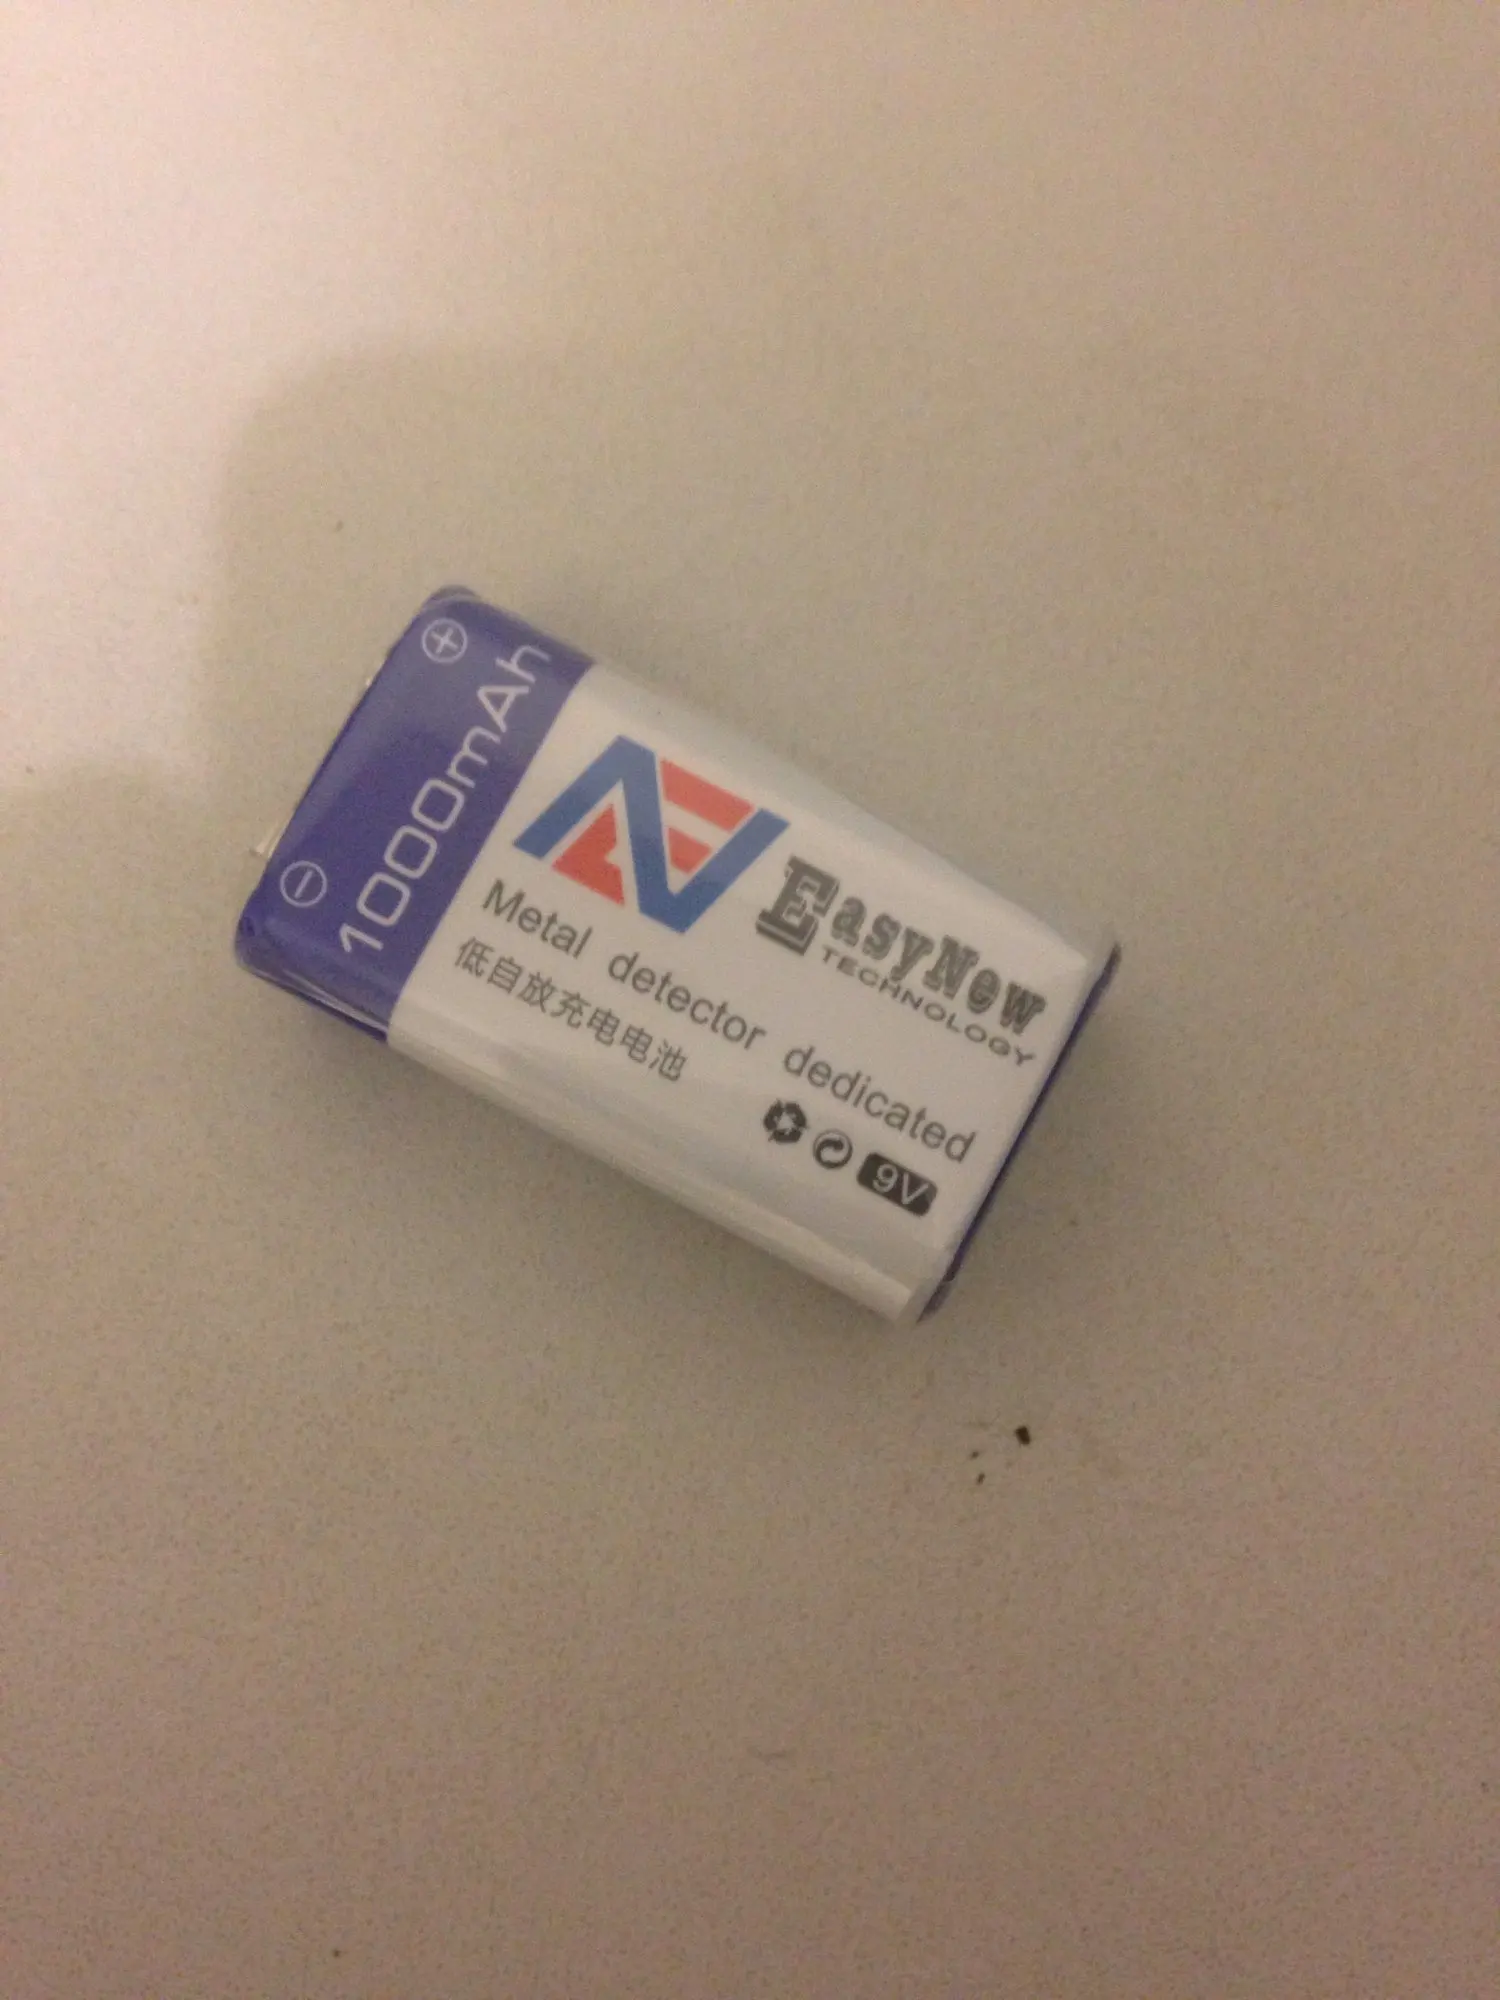 1000mAh
EasyNew
TECHNOLOGY
Metal detector dedicated
低自放充电电池
9V